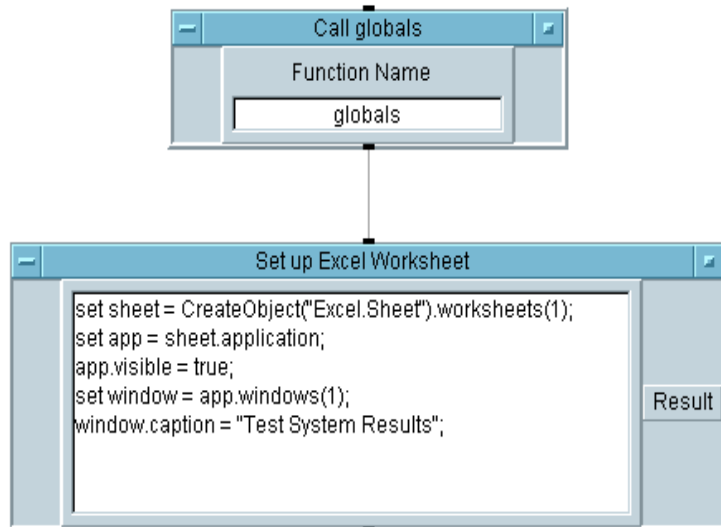 Call globals
Function Name
globals
Set up Excel Worksheet
set sheet = CreateObject("Excel.Sheet").worksheets(1);
set app = sheet.application;
app.visible = true;
set window = app.windows(1);
window.caption = "Test System Results";
Result